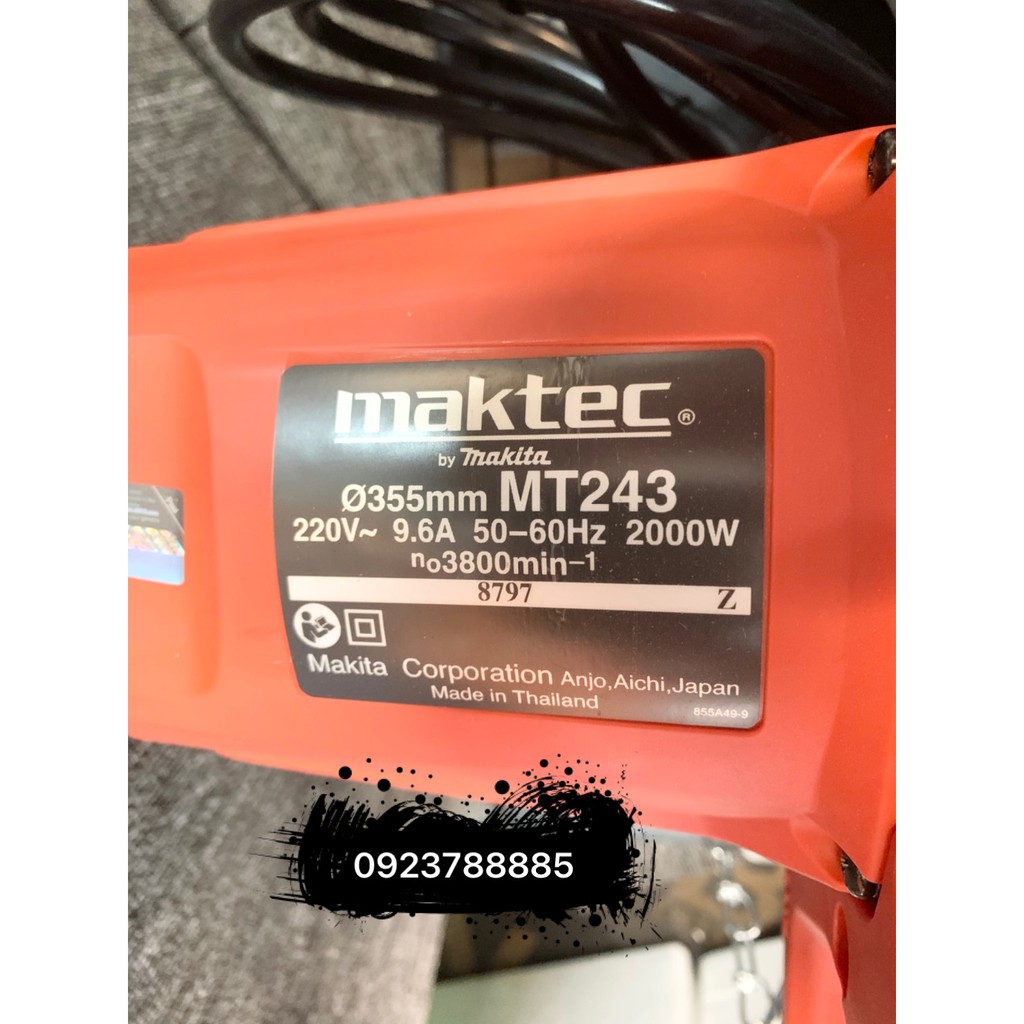 maktec®
by makita
Ø355mm MT243
220V~ 9.6A 50–60Hz 2000W
no3800min–1
8797 Z
Makita Corporation Anjo,Aichi,Japan
Made in Thailand
855A49-9
0923788885